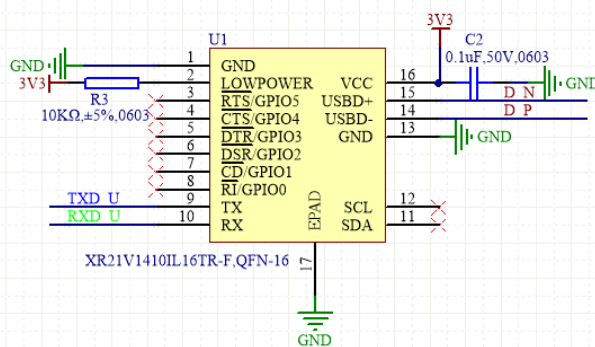 3V3
U1
C2
0.1uF,50V,0603
GND
1
GND
3V3
2
LOWPOWER
VCC
16
GND
R3
3
RTS/GPIO5
USBD+
15
D_N
10KΩ,±5%,0603
4
CTS/GPIO4
USBD-
14
D_P
5
DTR/GPIO3
GND
13
GND
6
DSR/GPIO2
7
CD/GPIO1
8
RI/GPIO0
TXD_U
9
TX
SCL
12
RXD_U
10
RX
SDA
11
EPAD
XR21V1410IL16TR-F,QFN-16
17
GND